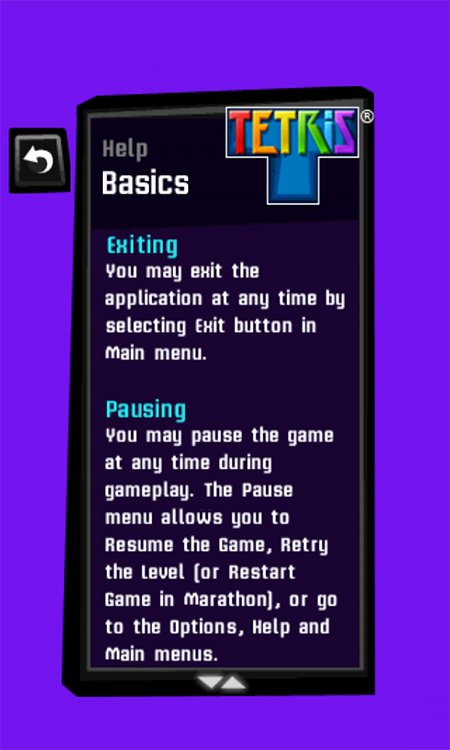 TETRIS®
Help
Basics
Exiting
You may exit the
application at any time by
selecting Exit button in
Main menu.
Pausing
You may pause the game
at any time during
gameplay. The Pause
menu allows you to
Resume the Game, Retry
the Level (or Restart
Game in Marathon), or go
to the Options, Help and
Main menus.